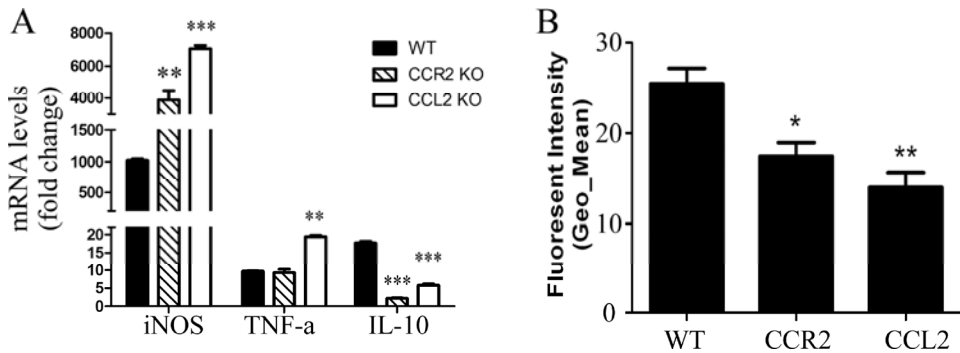 A
mRNA levels
(fold change)
8000
6000
4000
2000
1500
1000
500
20
15
10
5
0
**
***
**
***
***
WT
CCR2 KO
CCL2 KO
iNOS
TNF-a
IL-10
B
Fluoresent Intensity
(Geo_Mean)
30
20
10
0
*
**
WT
CCR2
CCL2